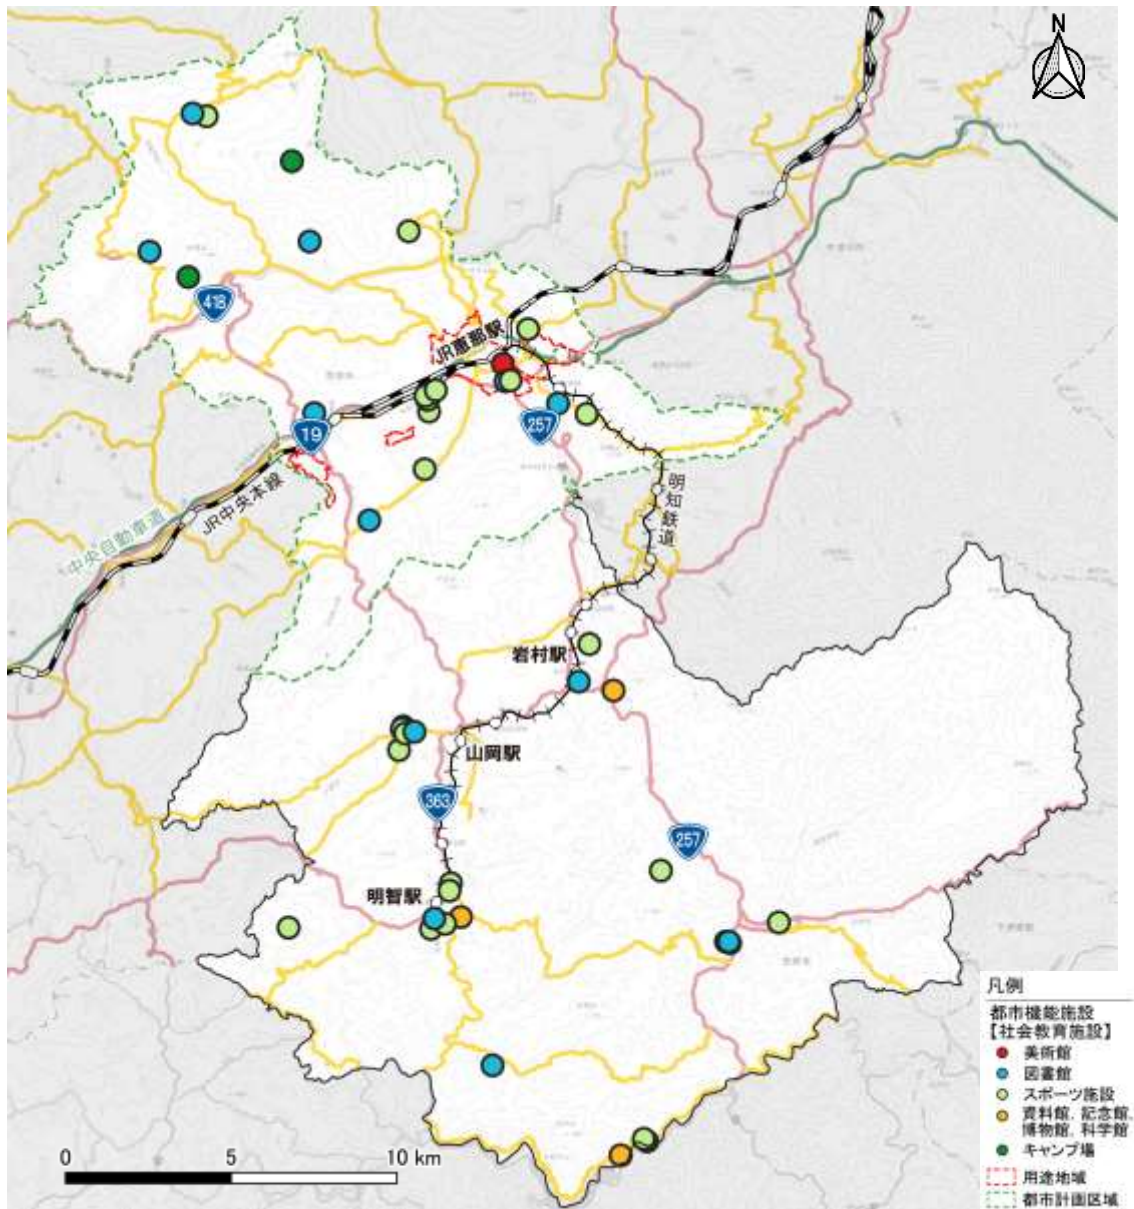 N
418
JR恵那駅
19
257
JR中央本線
中央自動車道
明知鉄道
岩村駅
山岡駅
363
257
明智駅
凡例
都市機能施設
【社会教育施設】
美術館
図書館
スポーツ施設
資料館、記念館、
博物館、科学館
キャンプ場
用途地域
都市計画区域
0 5 10 km